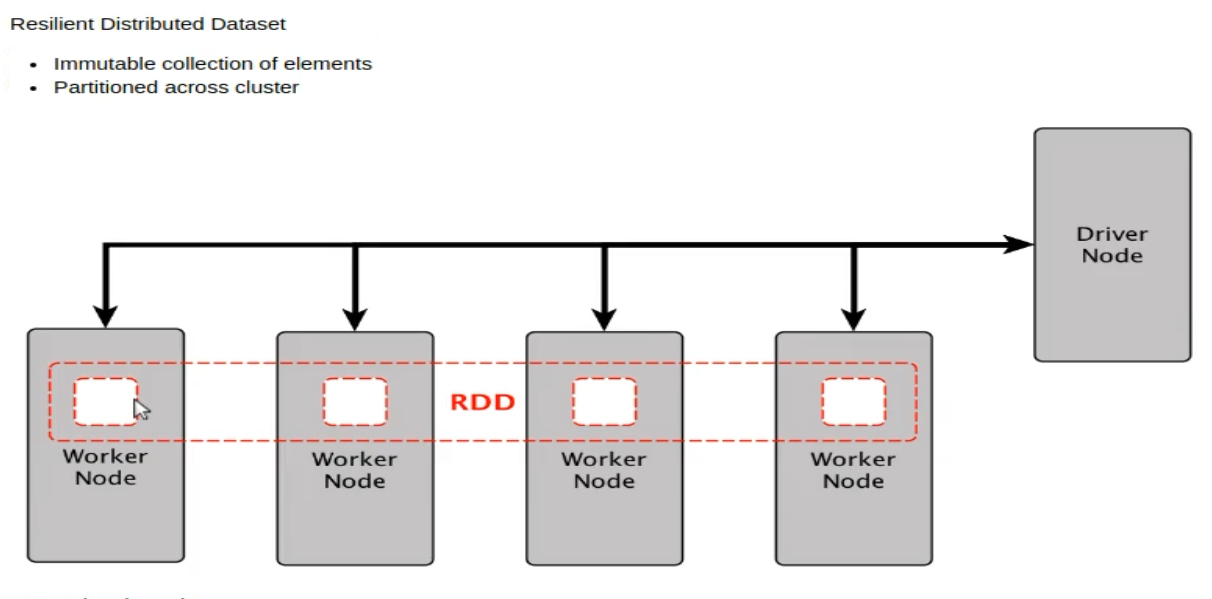 Resilient Distributed Dataset
• Immutable collection of elements
• Partitioned across cluster
Driver
Node
RDD
Worker
Node
Worker
Node
Worker
Node
Worker
Node